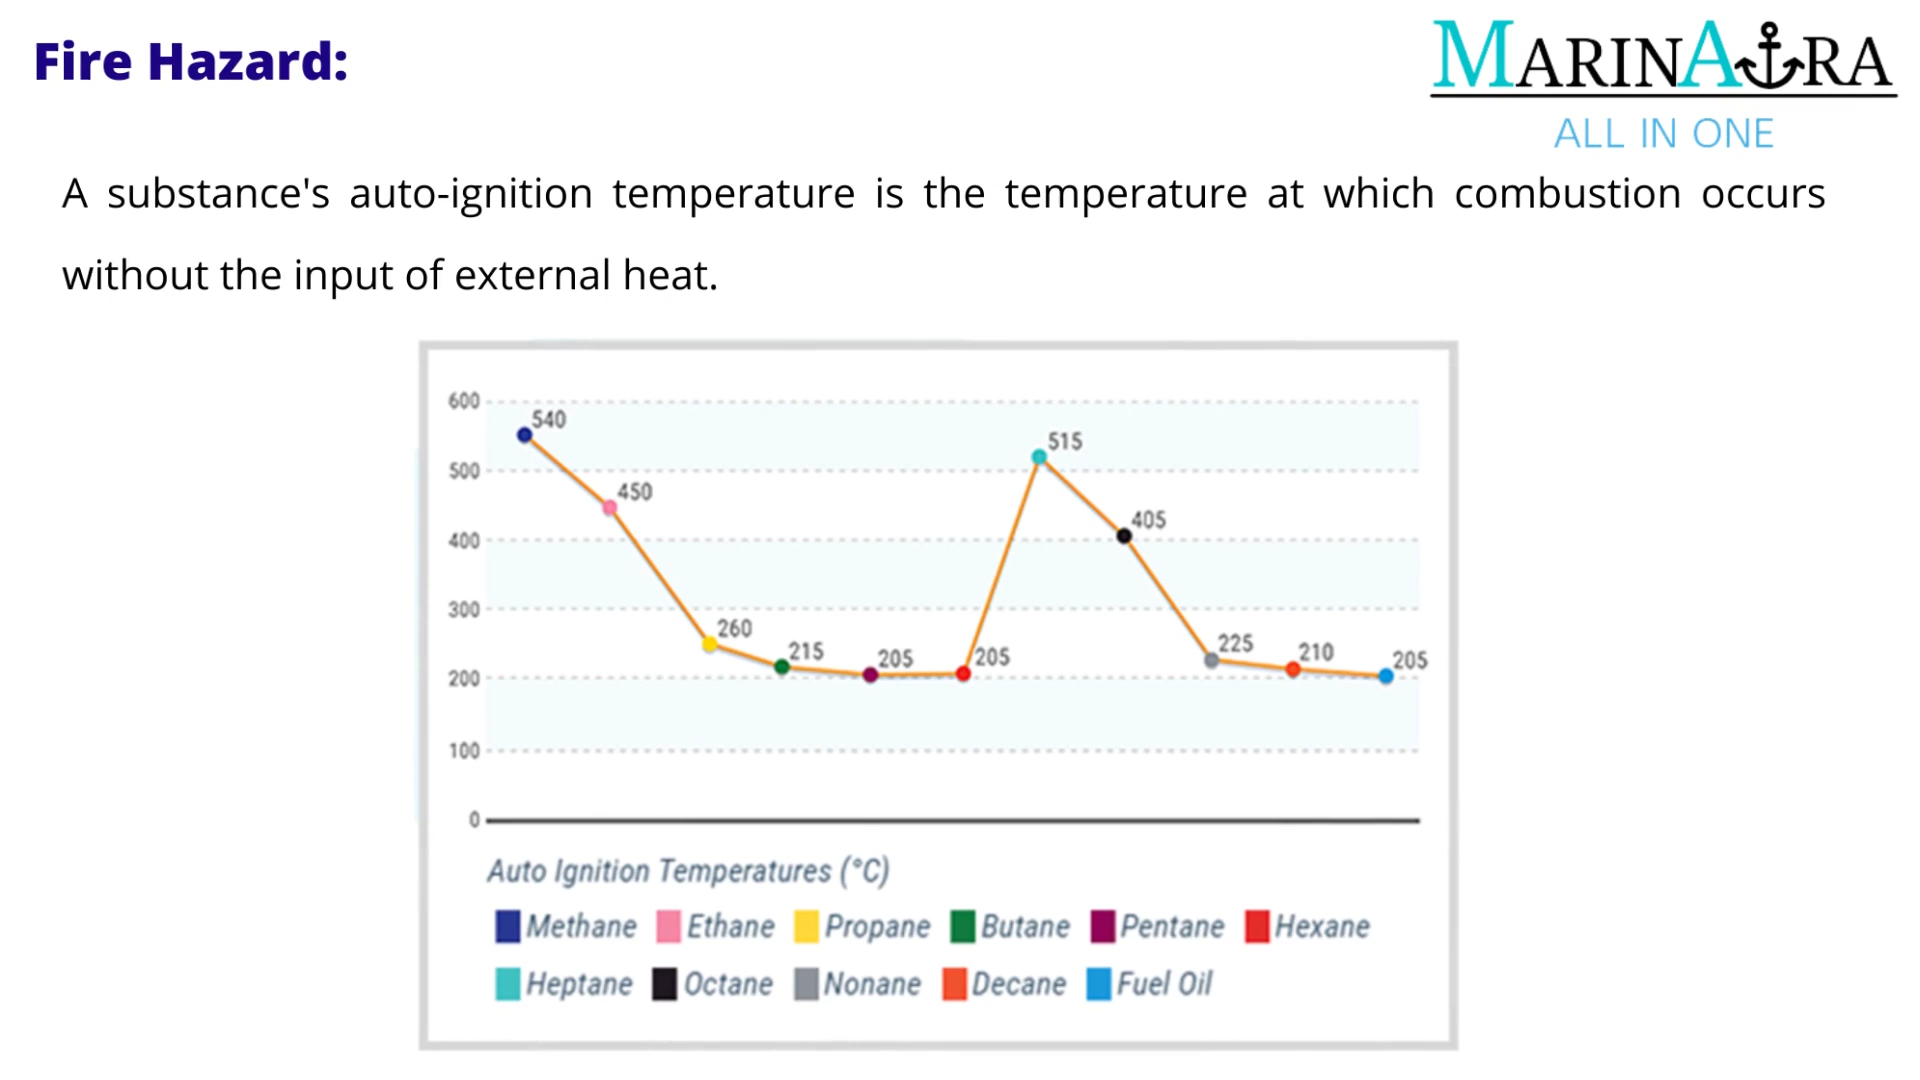 Fire Hazard:
MARINAURA
ALL IN ONE
A substance's auto-ignition temperature is the temperature at which combustion occurs
without the input of external heat.
600
540
515
500
450
405
400
300
260
215
205
205
225
210
205
200
100
0
Auto Ignition Temperatures (°C)
Methane Ethane Propane Butane Pentane Hexane
Heptane Octane Nonane Decane Fuel Oil